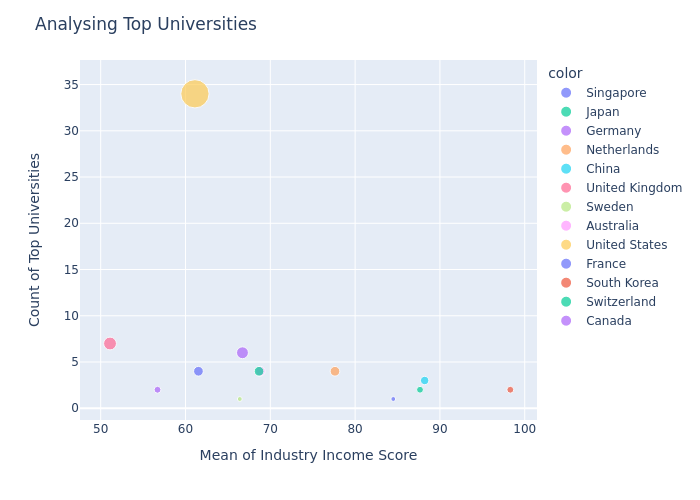 Analysing Top Universities
35
30
25
20
15
10
5
0
Count of Top Universities
50
60
70
80
90
100
Mean of Industry Income Score
color
Singapore
Japan
Germany
Netherlands
China
United Kingdom
Sweden
Australia
United States
France
South Korea
Switzerland
Canada